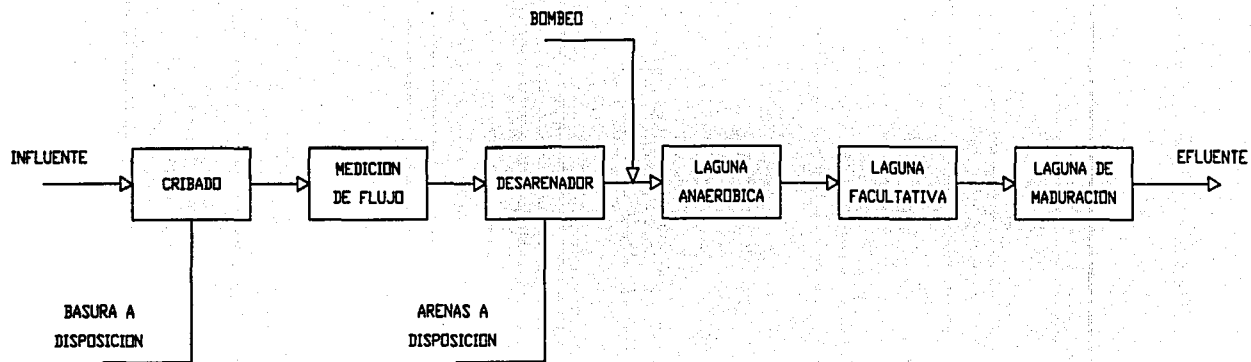 BOMBEO
INFLUENTE
CRIBADO
MEDICION
DE FLUJO
DESARENADOR
LAGUNA
ANAEROBICA
LAGUNA
FACULTATIVA
LAGUNA DE
MADURACION
EFLUENTE
BASURA A
DISPOSICION
ARENAS A
DISPOSICION